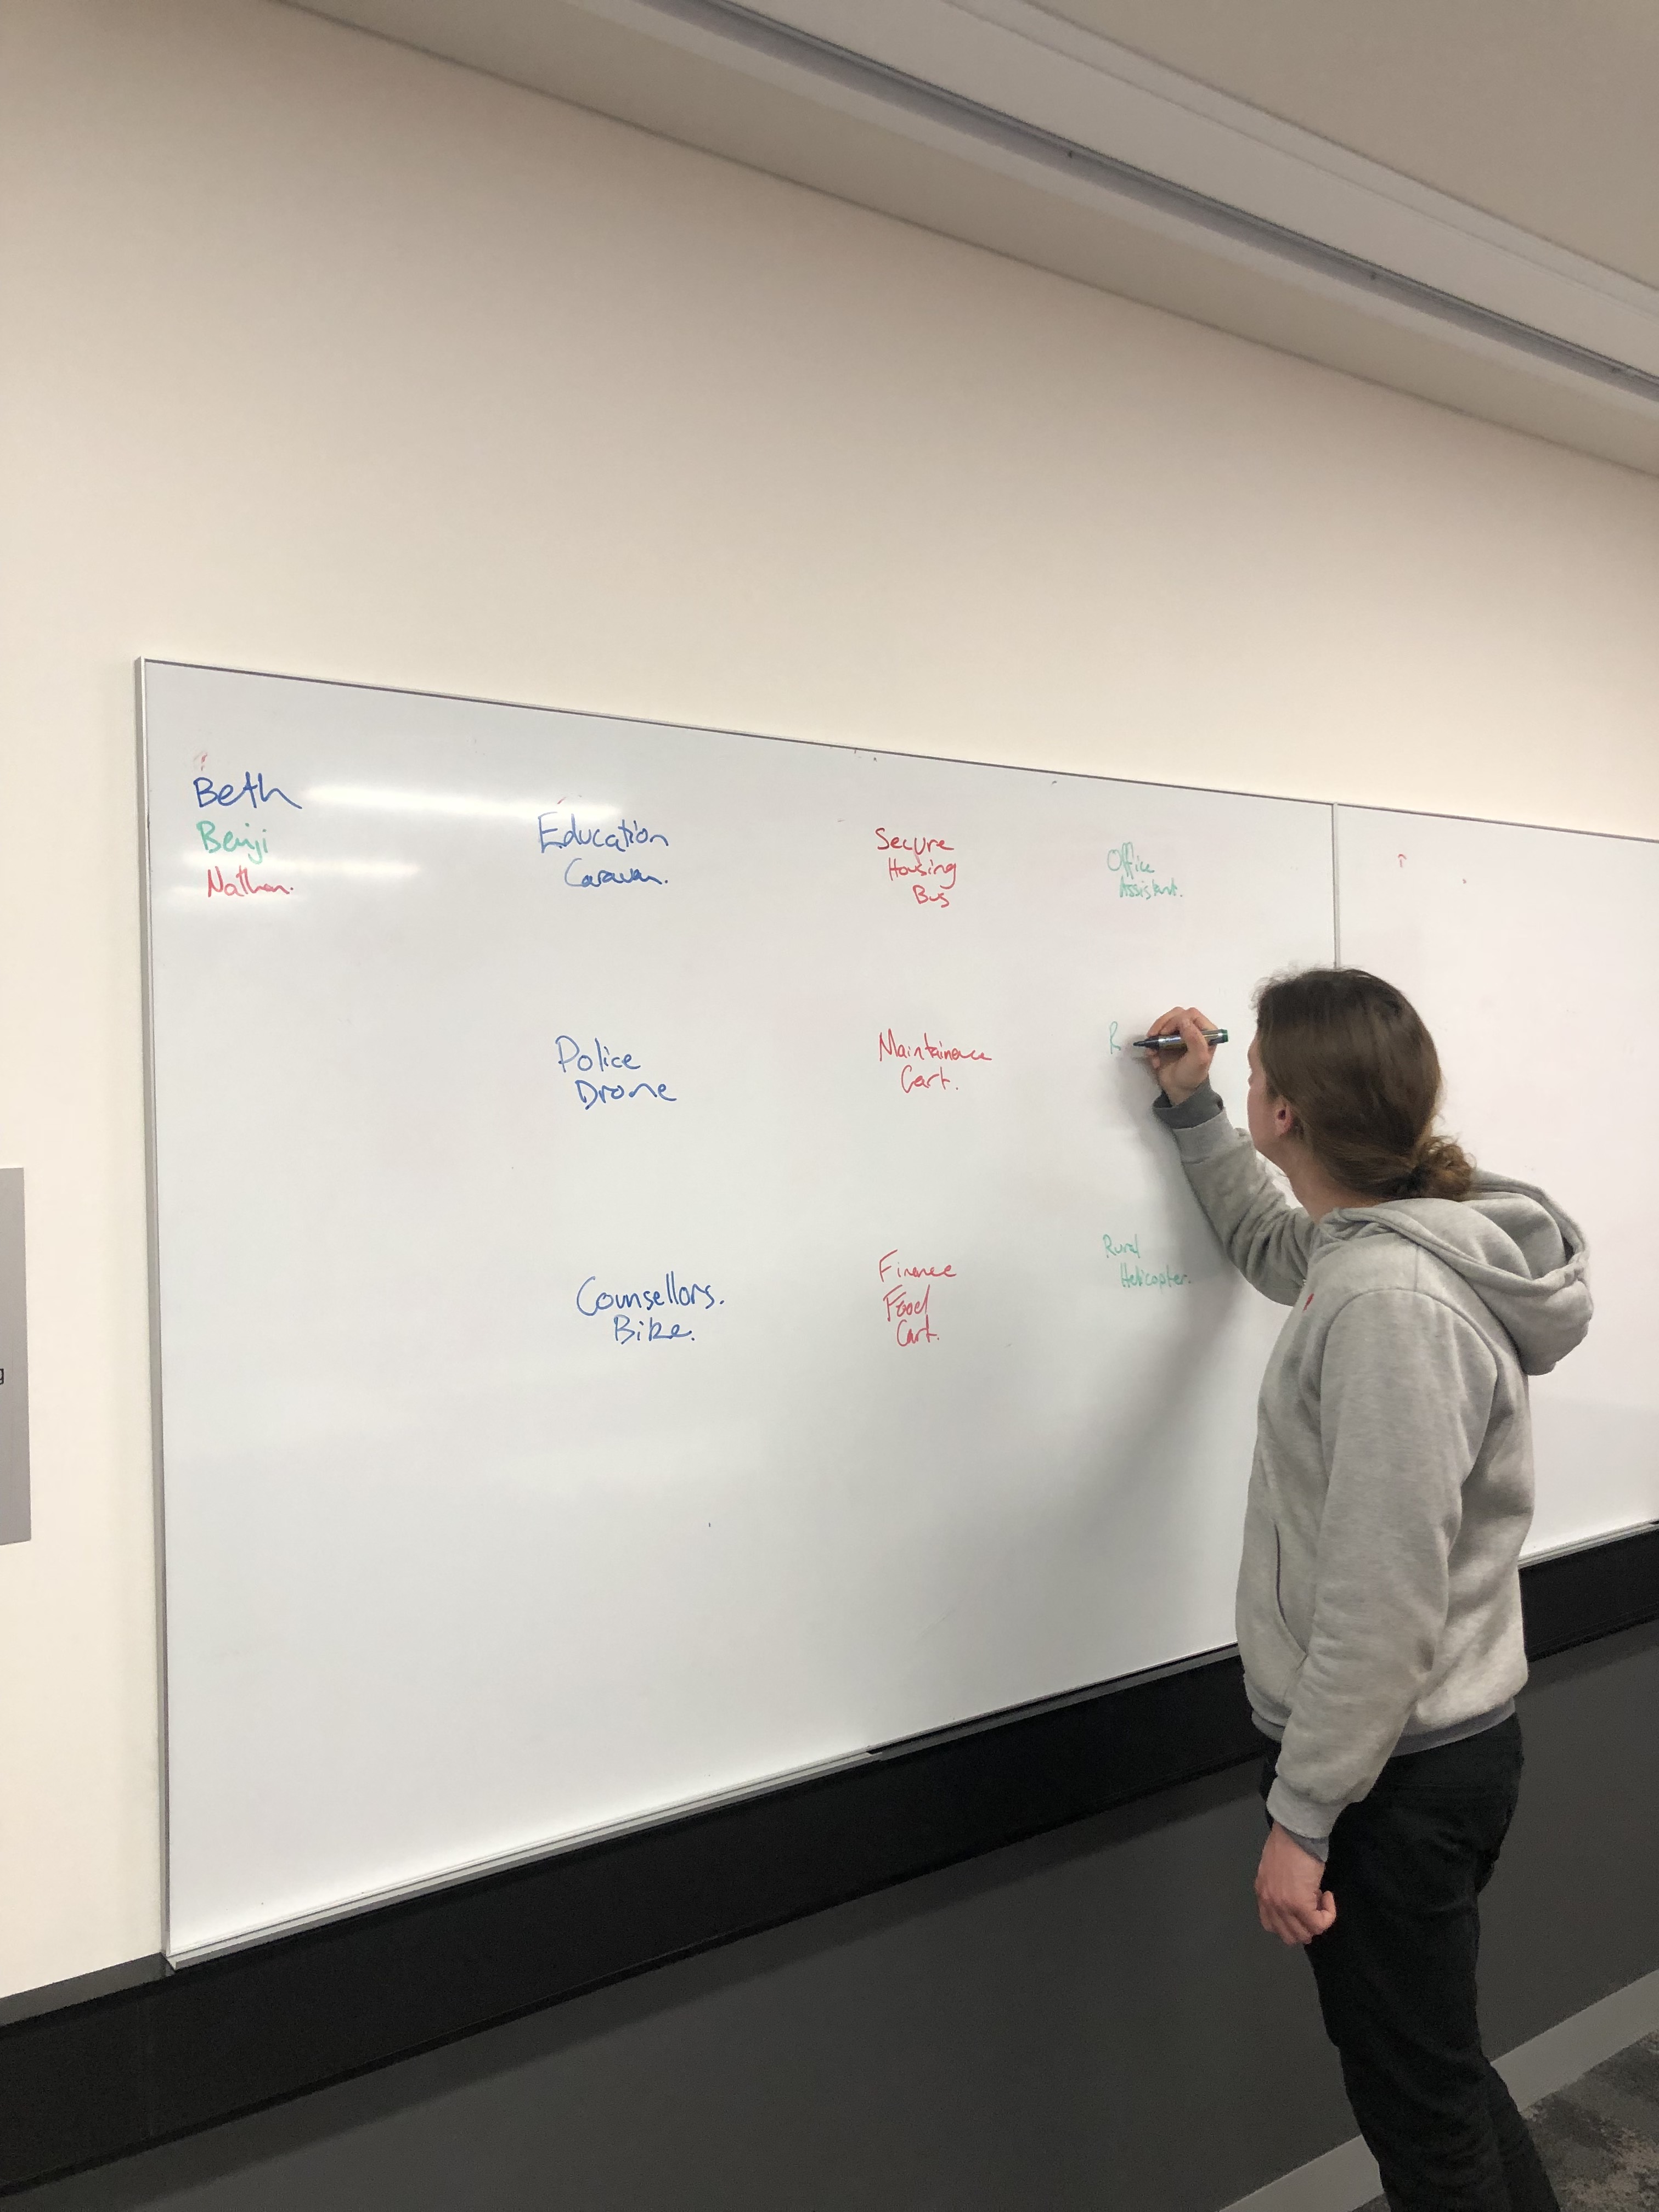 Beth
Benji
Nathan.
Education
Caravan.
Secure
Housing
Bus
Office
Assistant.
Police
Drone
Maintainence
Cart.
R
Counsellors.
Bike.
Finance
Food
Cart.
Rural
Helicopter.
g